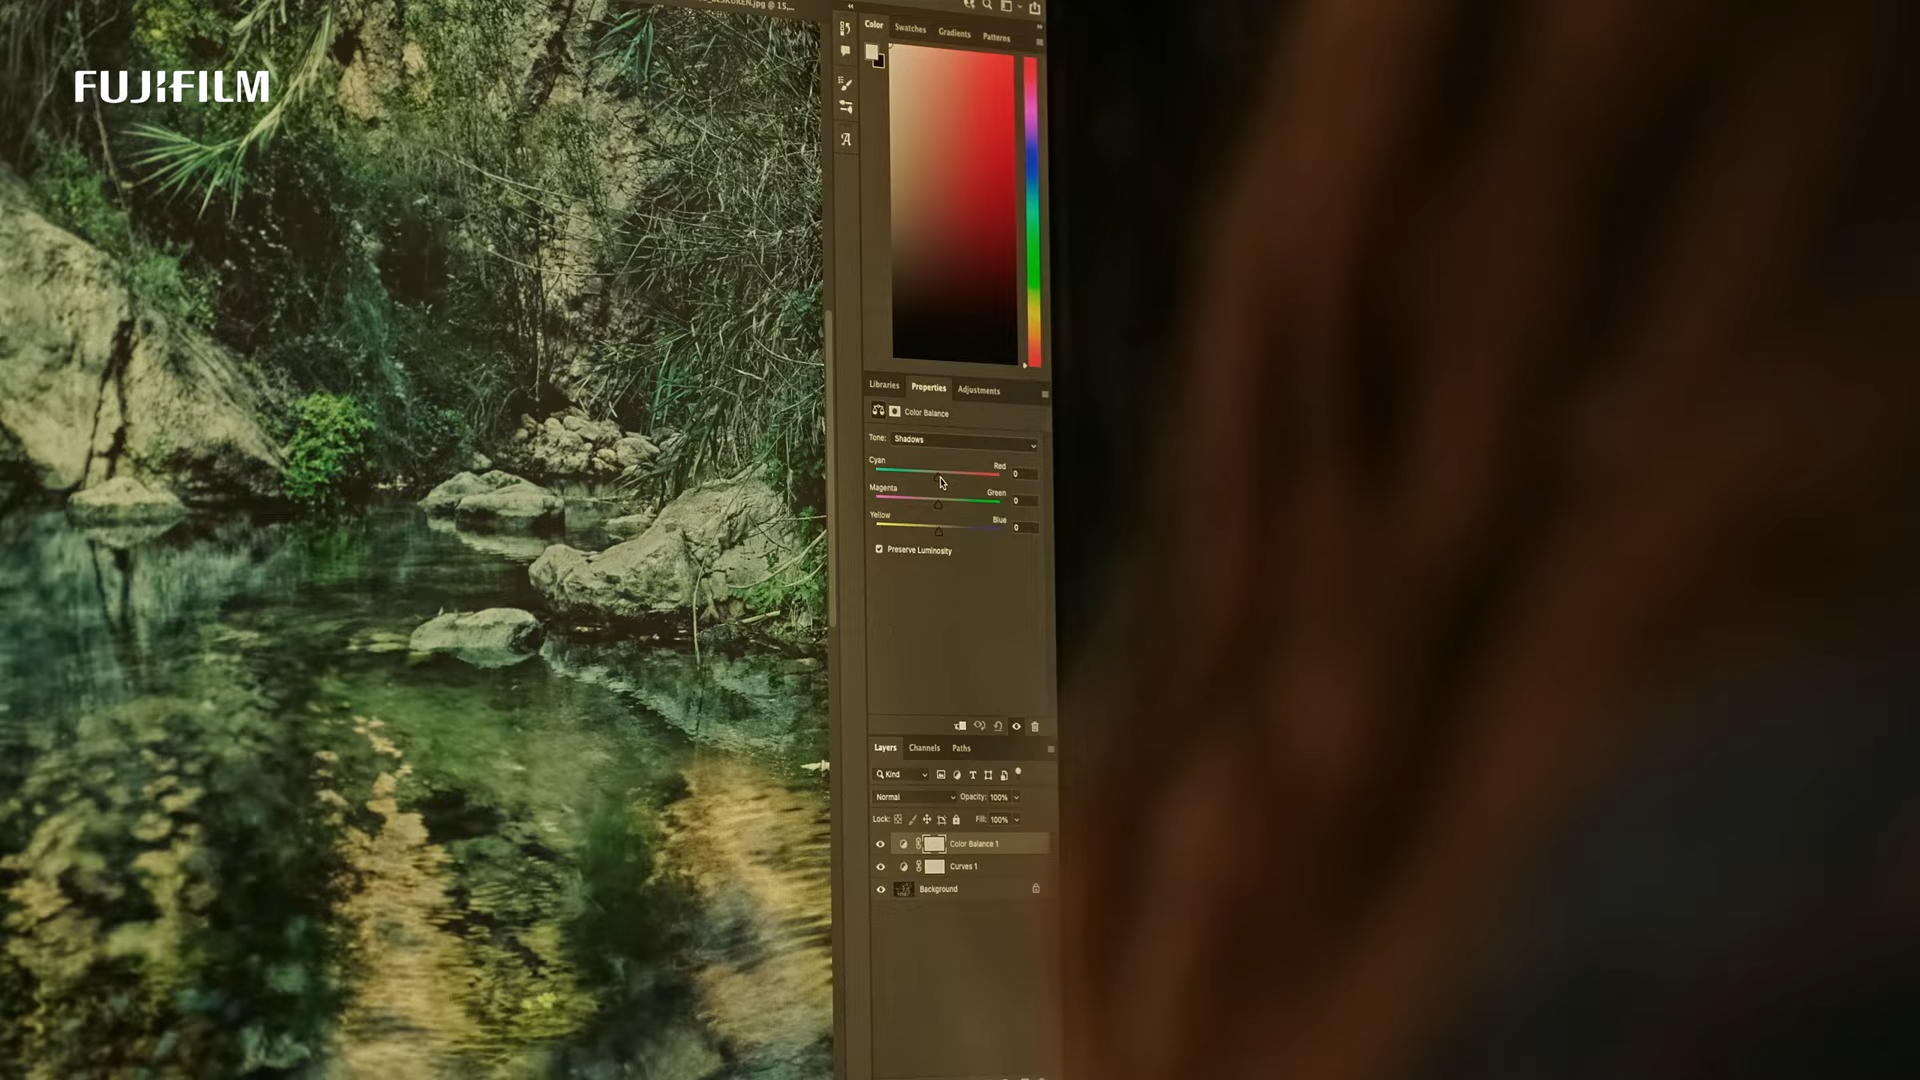 FUJIFILM
Color Swatches Gradients Patterns
Libraries Properties Adjustments
Color Balance
Tone: Shadows
Cyan Red 0
Magenta Green 0
Yellow Blue 0
Preserve Luminosity
Layers Channels Paths
Kind
Normal Opacity: 100%
Lock: Fill: 100%
Color Balance 1
Curves 1
Background